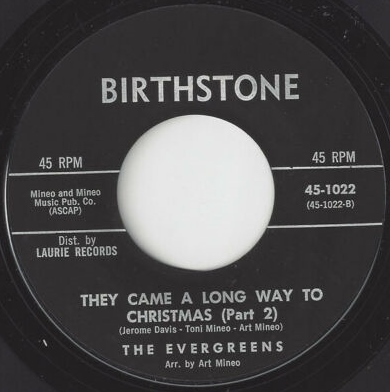 BIRTHSTONE
45 RPM
45 RPM
Mineo and Mineo
Music Pub. Co.
(ASCAP)
45-1022
(45-1022-B)
Dist. by
LAURIE RECORDS
THEY CAME A LONG WAY TO
CHRISTMAS (Part 2)
(Jerome Davis - Toni Mineo - Art Mineo)
THE EVERGREENS
Arr. by Art Mineo